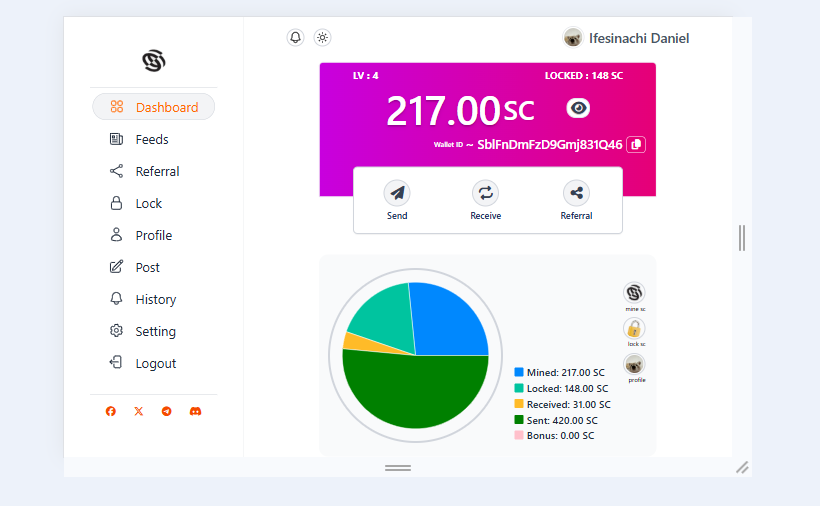 Dashboard
Feeds
Referral
Lock
Profile
Post
History
Setting
Logout
Ifesinachi Daniel
LV : 4
LOCKED : 148 SC
217.00 SC
Wallet ID ~ SblFnDmFzD9Gmj831Q46
Send
Receive
Referral
mine sc
lock sc
profile
Mined: 217.00 SC
Locked: 148.00 SC
Received: 31.00 SC
Sent: 420.00 SC
Bonus: 0.00 SC